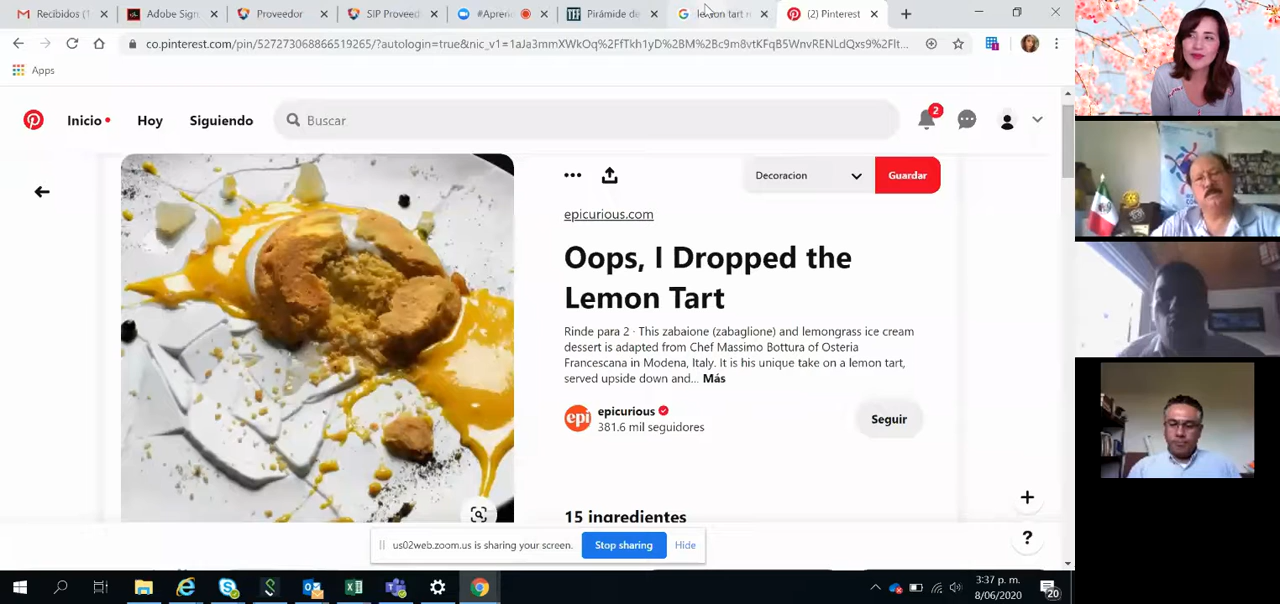 Recibidos (1
Adobe Sign
Proveedor
SIP Proveed
#Apren
Pirámide de
lemon tart m
(2) Pinterest
co.pinterest.com/pin/527273068866519265/?autologin=true&nic_v1=1aJa3mmXWkOq%2FfTkh1yD%2BM%2Bc9m8vtKFqB5WnvRENLdQxs9%2FIt...
Apps
Inicio
Hoy
Siguiendo
Buscar
2
Decoracion
Guardar
epicurious.com
Oops, I Dropped the
Lemon Tart
Rinde para 2 · This zabaione (zabaglione) and lemongrass ice cream
dessert is adapted from Chef Massimo Bottura of Osteria
Francescana in Modena, Italy. It is his unique take on a lemon tart,
served upside down and... Más
epi
epicurious
381.6 mil seguidores
Seguir
15 ingredientes
?
us02web.zoom.us is sharing your screen.
Stop sharing
Hide
3:37 p. m.
8/06/2020
20